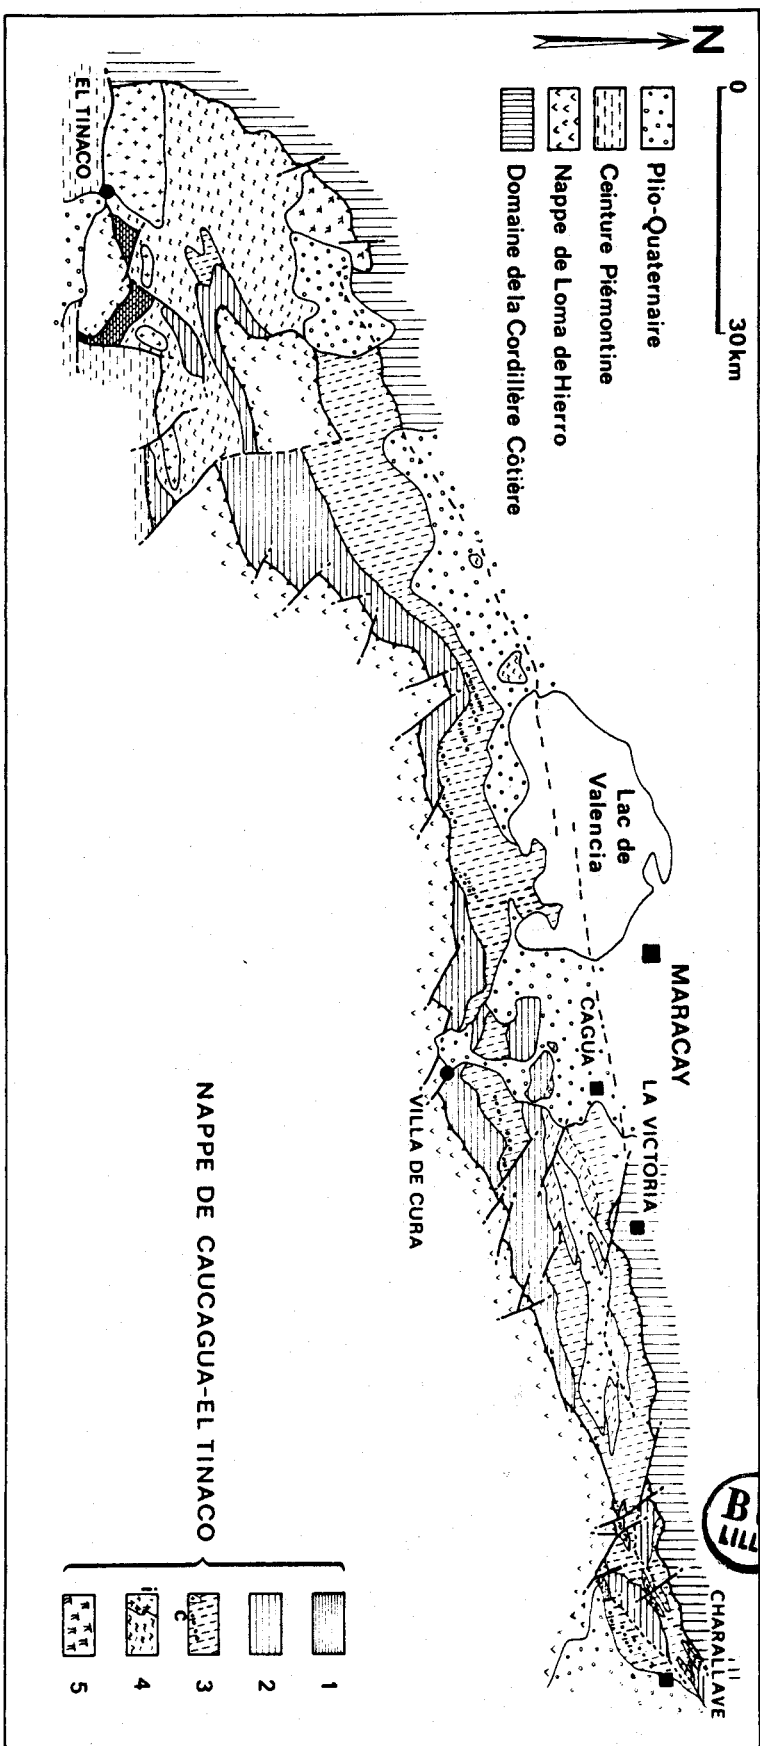 N
0 30 km
Plio-Quaternaire
Ceinture Piémontine
Nappe de Loma de Hierro
Domaine de la Cordillère Côtière
EL TINACO
Lac de
Valencia
MARACAY
CAGUA
LA VICTORIA
VILLA DE CURA
CHARALLAVE
NAPPE DE CAUCAGUA-EL TINACO
1
2
c 3
i 4
5